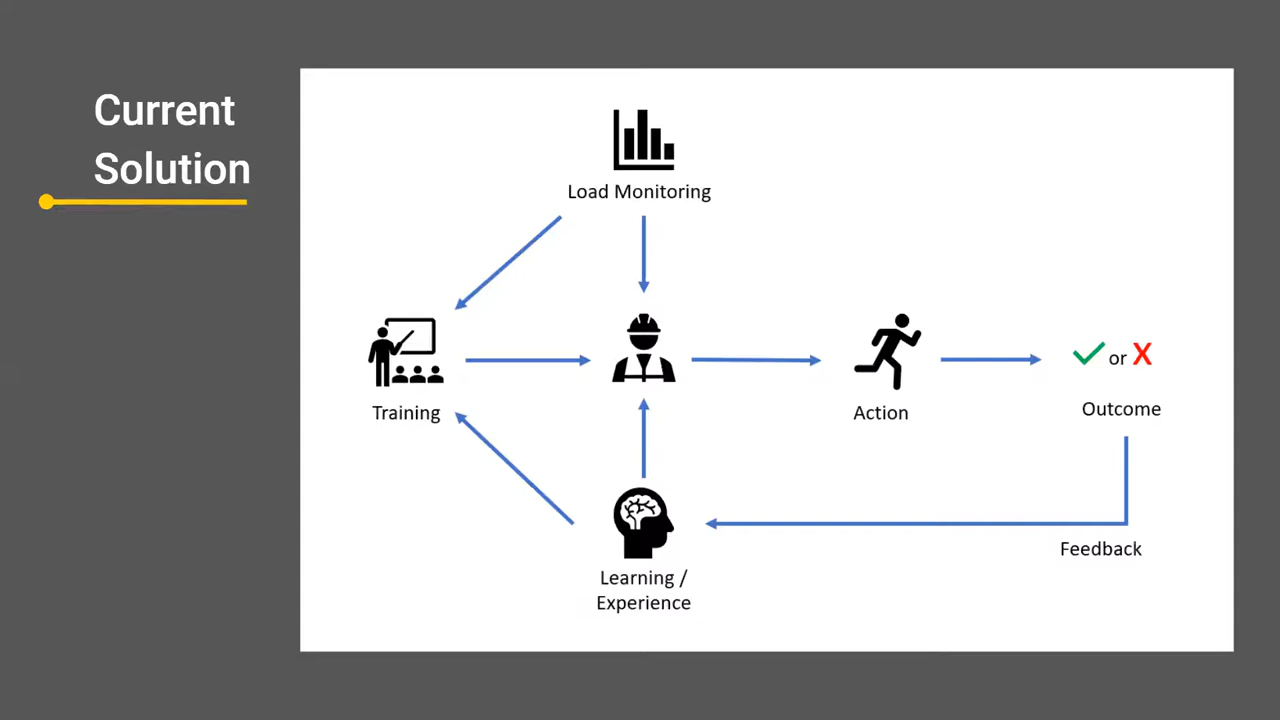 Current
Solution
Load Monitoring
Training
Action
or X
Outcome
Feedback
Learning /
Experience